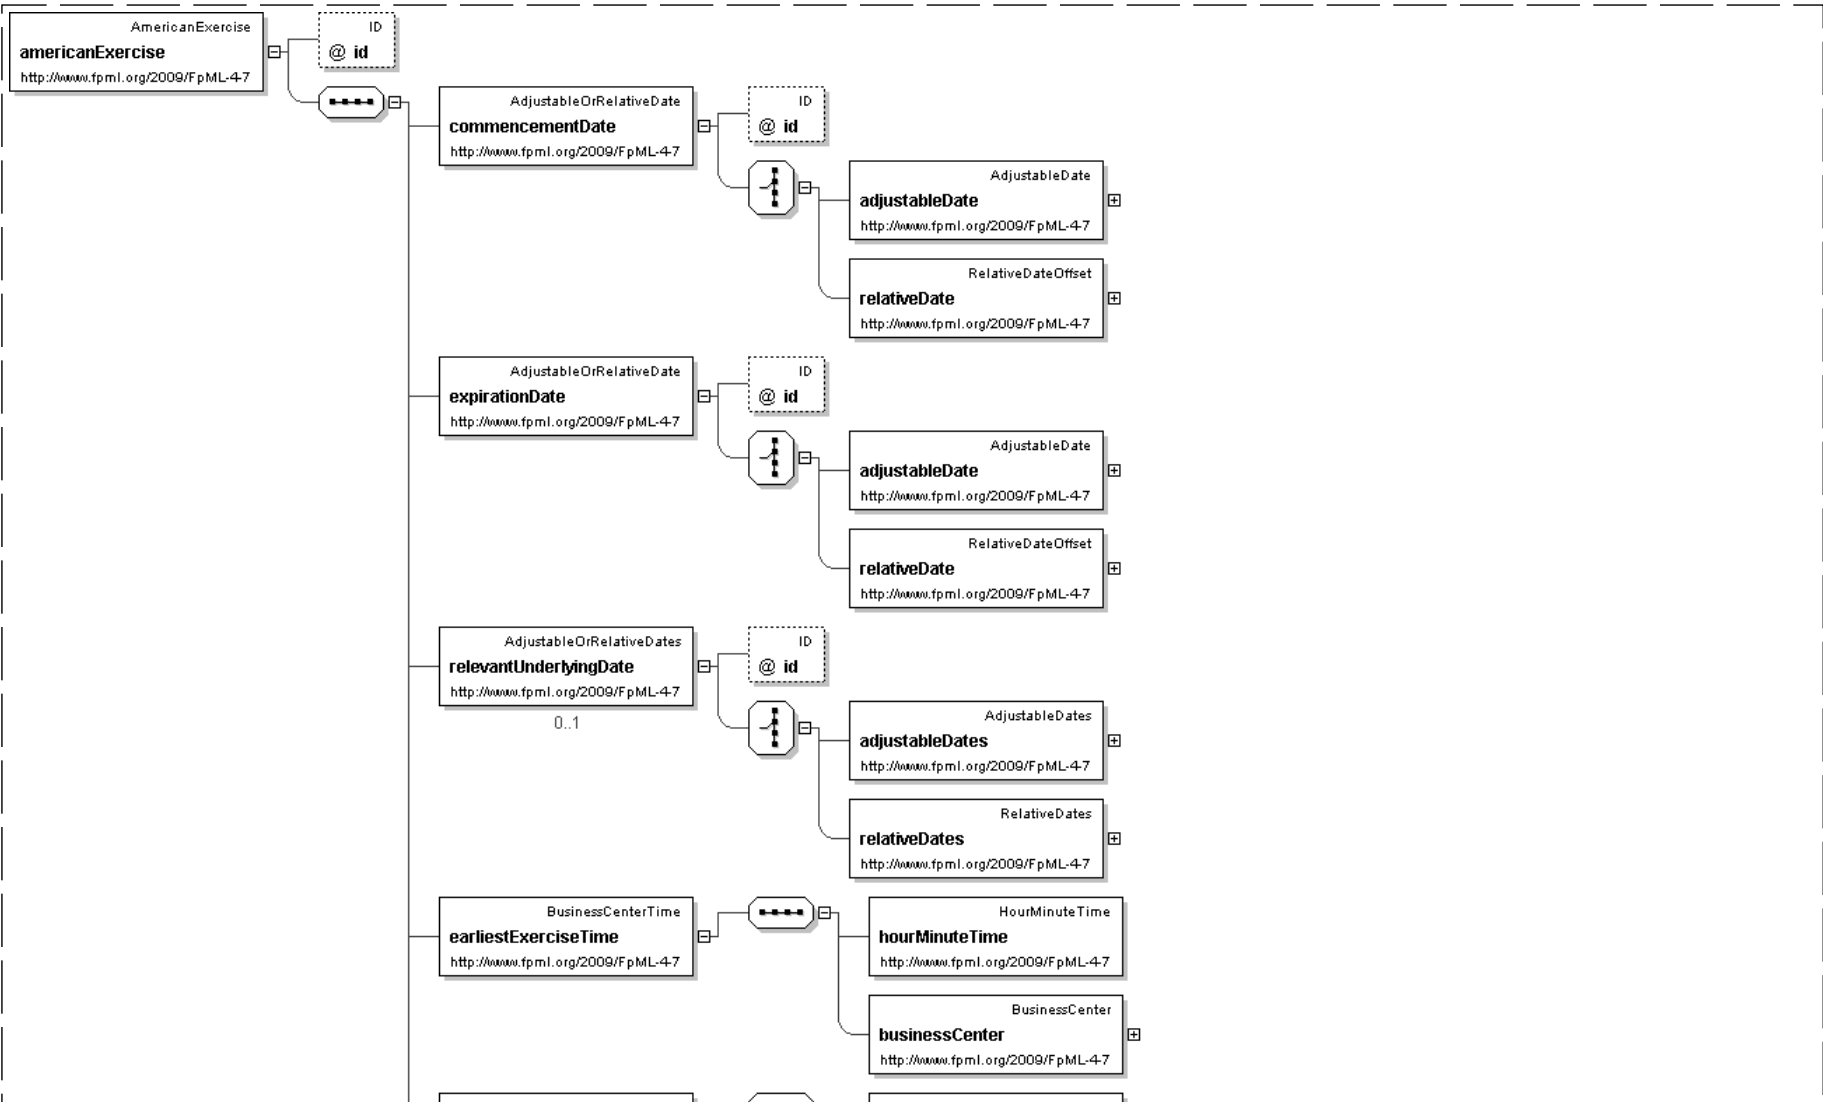 AmericanExercise
americanExercise
http://www.fpml.org/2009/FpML-4-7
ID
@ id
AdjustableOrRelativeDate
commencementDate
http://www.fpml.org/2009/FpML-4-7
ID
@ id
AdjustableDate
adjustableDate
http://www.fpml.org/2009/FpML-4-7
RelativeDateOffset
relativeDate
http://www.fpml.org/2009/FpML-4-7
AdjustableOrRelativeDate
expirationDate
http://www.fpml.org/2009/FpML-4-7
ID
@ id
AdjustableDate
adjustableDate
http://www.fpml.org/2009/FpML-4-7
RelativeDateOffset
relativeDate
http://www.fpml.org/2009/FpML-4-7
AdjustableOrRelativeDates
relevantUnderlyingDate
http://www.fpml.org/2009/FpML-4-7
0..1
ID
@ id
AdjustableDates
adjustableDates
http://www.fpml.org/2009/FpML-4-7
RelativeDates
relativeDates
http://www.fpml.org/2009/FpML-4-7
BusinessCenterTime
earliestExerciseTime
http://www.fpml.org/2009/FpML-4-7
HourMinuteTime
hourMinuteTime
http://www.fpml.org/2009/FpML-4-7
BusinessCenter
businessCenter
http://www.fpml.org/2009/FpML-4-7